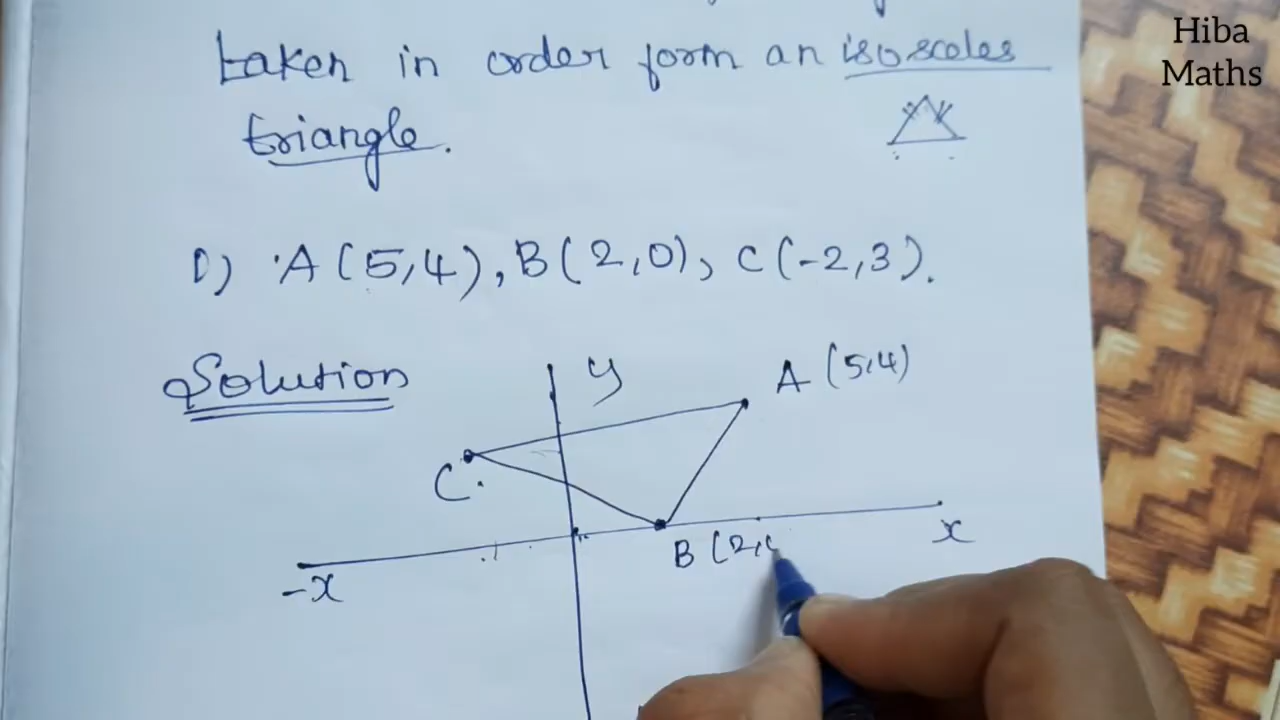 Hiba
Maths
taken in order form an isosceles
triangle.
1) A(5,4), B(2,0), C(-2,3).
Solution
y
A (5,4)
C.
B (2,
x
-x